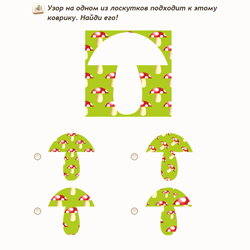 Узор на одном из лоскутков подходит к этому
коврику. Найди его!